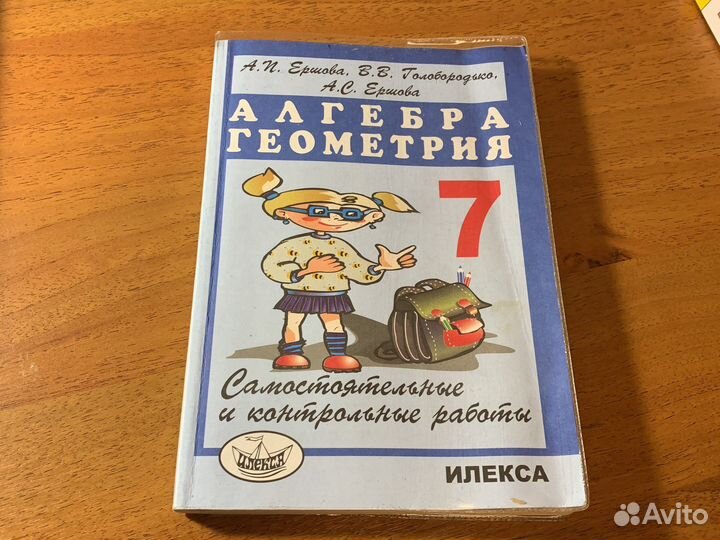 А.П. Ершова, В.В. Голобородько,
А.С. Ершова
АЛГЕБРА
ГЕОМЕТРИЯ
7
Самостоятельные
и контрольные работы
ИЛЕКСА
ИЛЕКСА
Avito